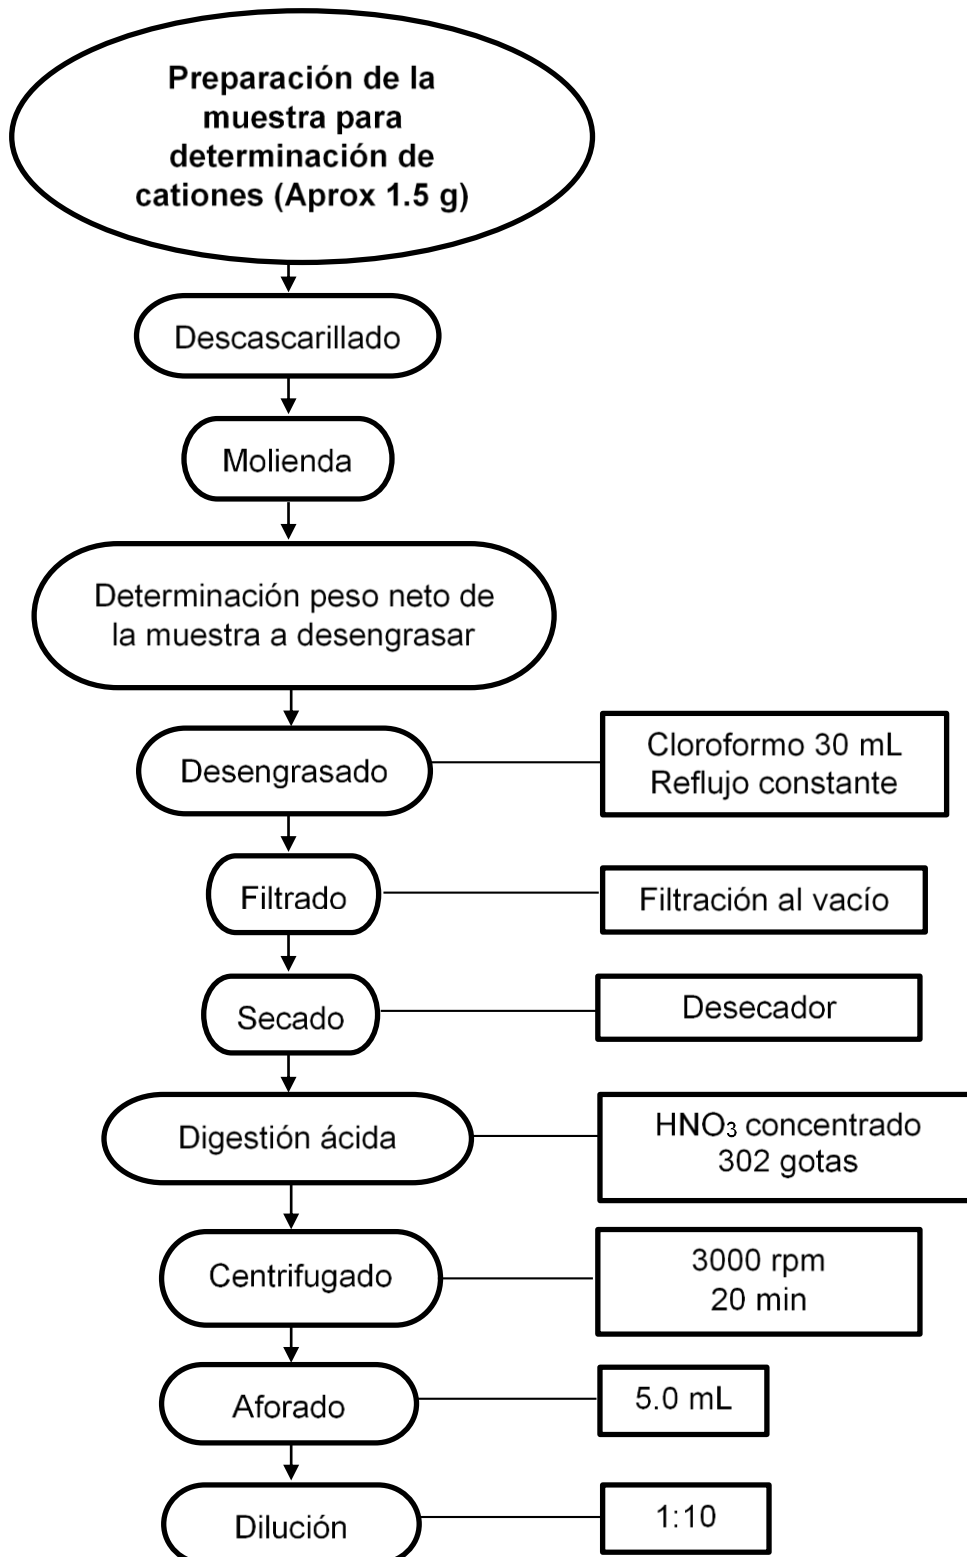 Preparación de la
muestra para
determinación de
cationes (Aprox 1.5 g)
Descascarillado
Molienda
Determinación peso neto de
la muestra a desengrasar
Desengrasado
Cloroformo 30 mL
Reflujo constante
Filtrado
Filtración al vacío
Secado
Desecador
Digestión ácida
HNO₃ concentrado
302 gotas
Centrifugado
3000 rpm
20 min
Aforado
5.0 mL
Dilución
1:10